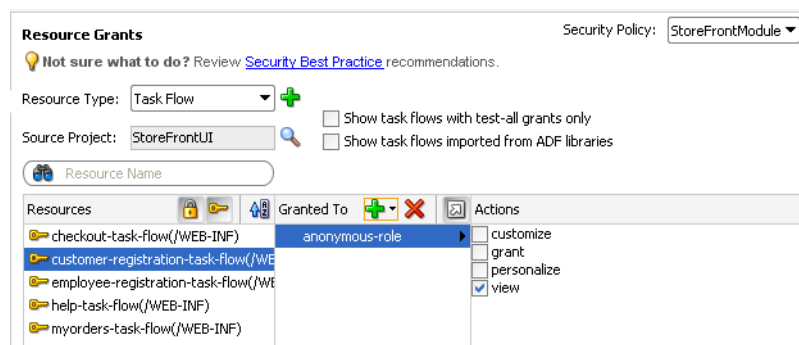 Resource Grants
Security Policy: StoreFrontModule
Not sure what to do? Review Security Best Practice recommendations.
Resource Type: Task Flow
Show task flows with test-all grants only
Source Project: StoreFrontUI
Show task flows imported from ADF libraries
Resource Name
Resources Granted To Actions
checkout-task-flow(/WEB-INF) anonymous-role customize
customer-registration-task-flow(/WE grant
employee-registration-task-flow(/WE personalize
help-task-flow(/WEB-INF) view
myorders-task-flow(/WEB-INF)